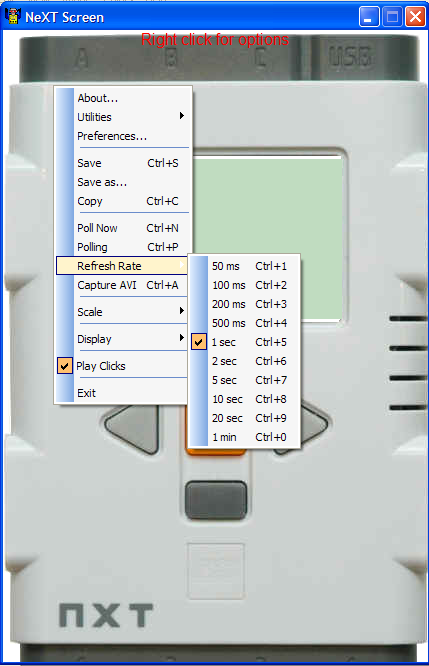 NeXT Screen
Right click for options
A B C USB
About...
Utilities
Preferences...
Save Ctrl+S
Save as...
Copy Ctrl+C
Poll Now Ctrl+N
Polling Ctrl+P
Refresh Rate
Capture AVI Ctrl+A
Scale
Display
Play Clicks
Exit
50 ms Ctrl+1
100 ms Ctrl+2
200 ms Ctrl+3
500 ms Ctrl+4
1 sec Ctrl+5
2 sec Ctrl+6
5 sec Ctrl+7
10 sec Ctrl+8
20 sec Ctrl+9
1 min Ctrl+0
NXT